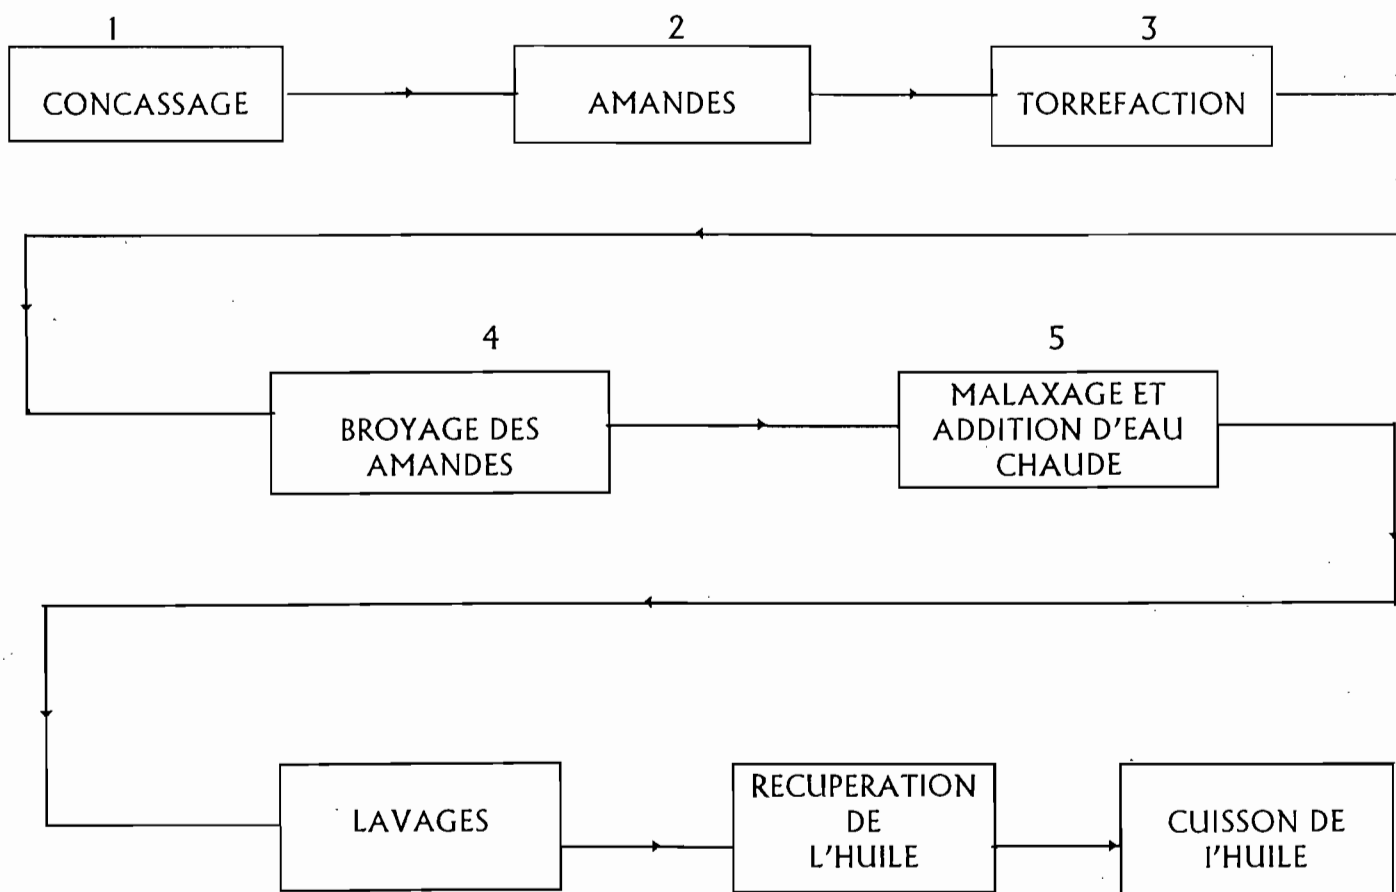 1
CONCASSAGE
2
AMANDES
3
TORREFACTION
4
BROYAGE DES
AMANDES
5
MALAXAGE ET
ADDITION D'EAU
CHAUDE
LAVAGES
RECUPERATION
DE
L'HUILE
CUISSON DE
l'HUILE